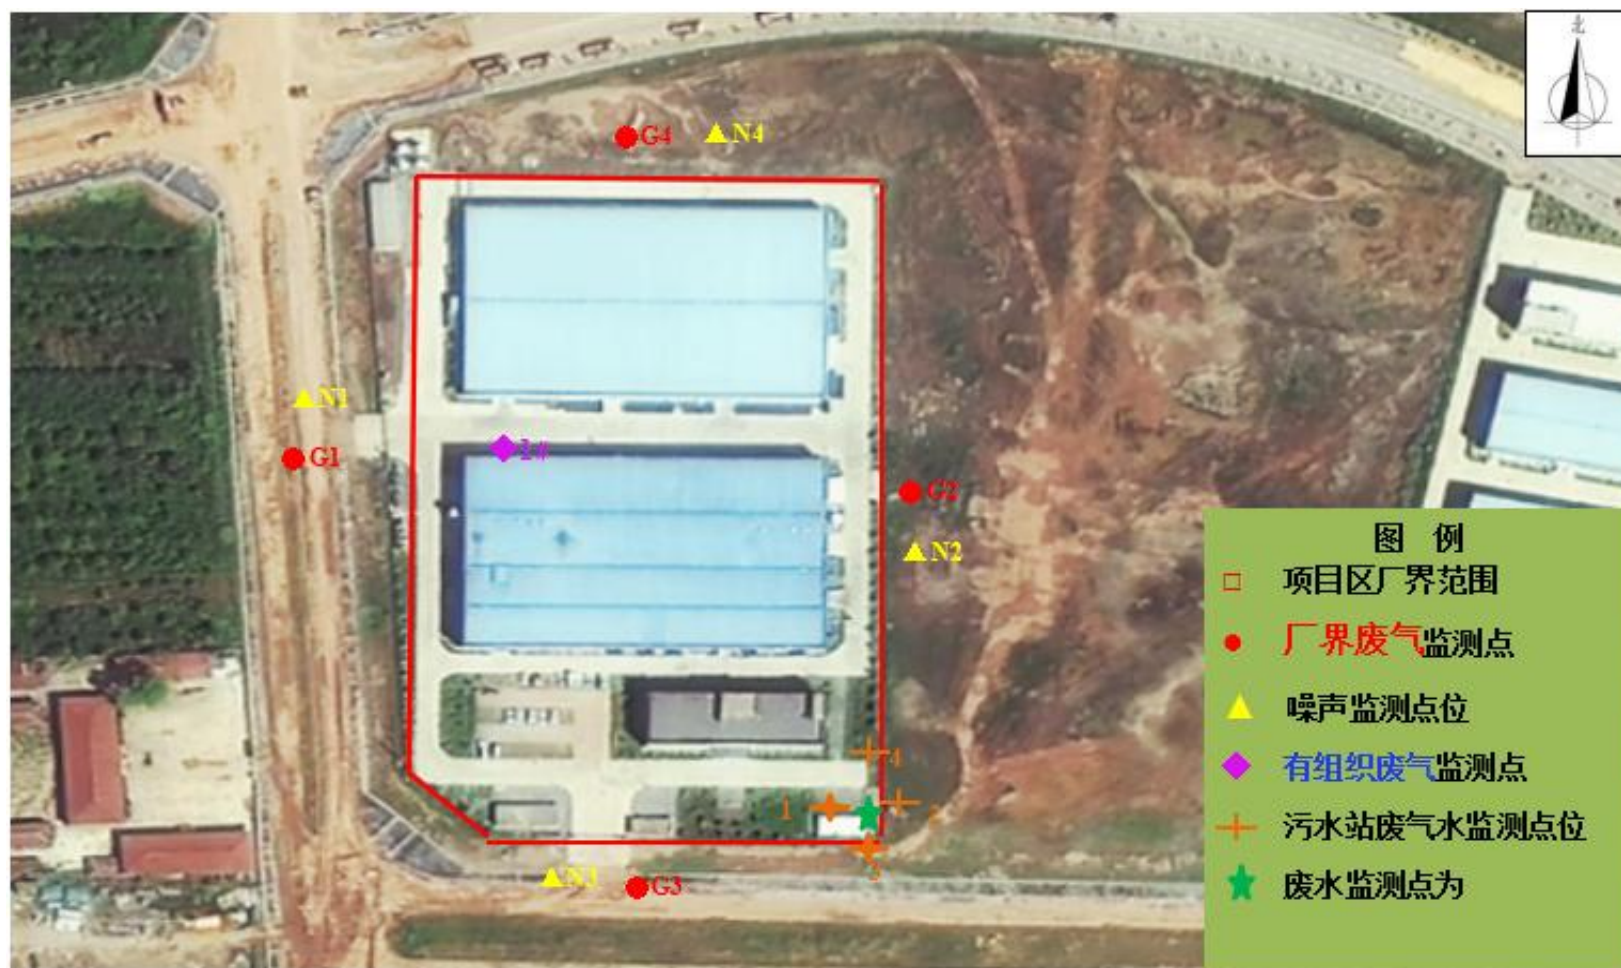 北
G4
N4
N1
1#
G1
G2
N2
图 例
项目区厂界范围
厂界废气监测点
噪声监测点位
有组织废气监测点
4
1
2
污水站废气水监测点位
3
N3
G3
废水监测点为